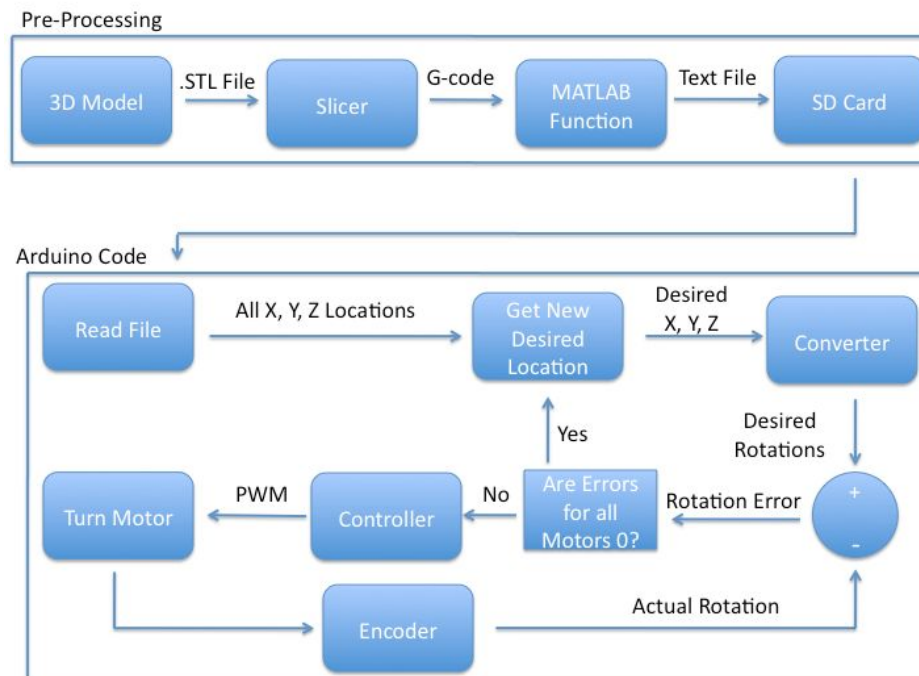 Pre-Processing
3D Model
.STL File
Slicer
G-code
MATLAB
Function
Text File
SD Card
Arduino Code
Read File
All X, Y, Z Locations
Get New
Desired
Location
Desired
X, Y, Z
Converter
Desired
Rotations
+
-
Rotation Error
Are Errors
for all
Motors 0?
Yes
No
Controller
PWM
Turn Motor
Encoder
Actual Rotation